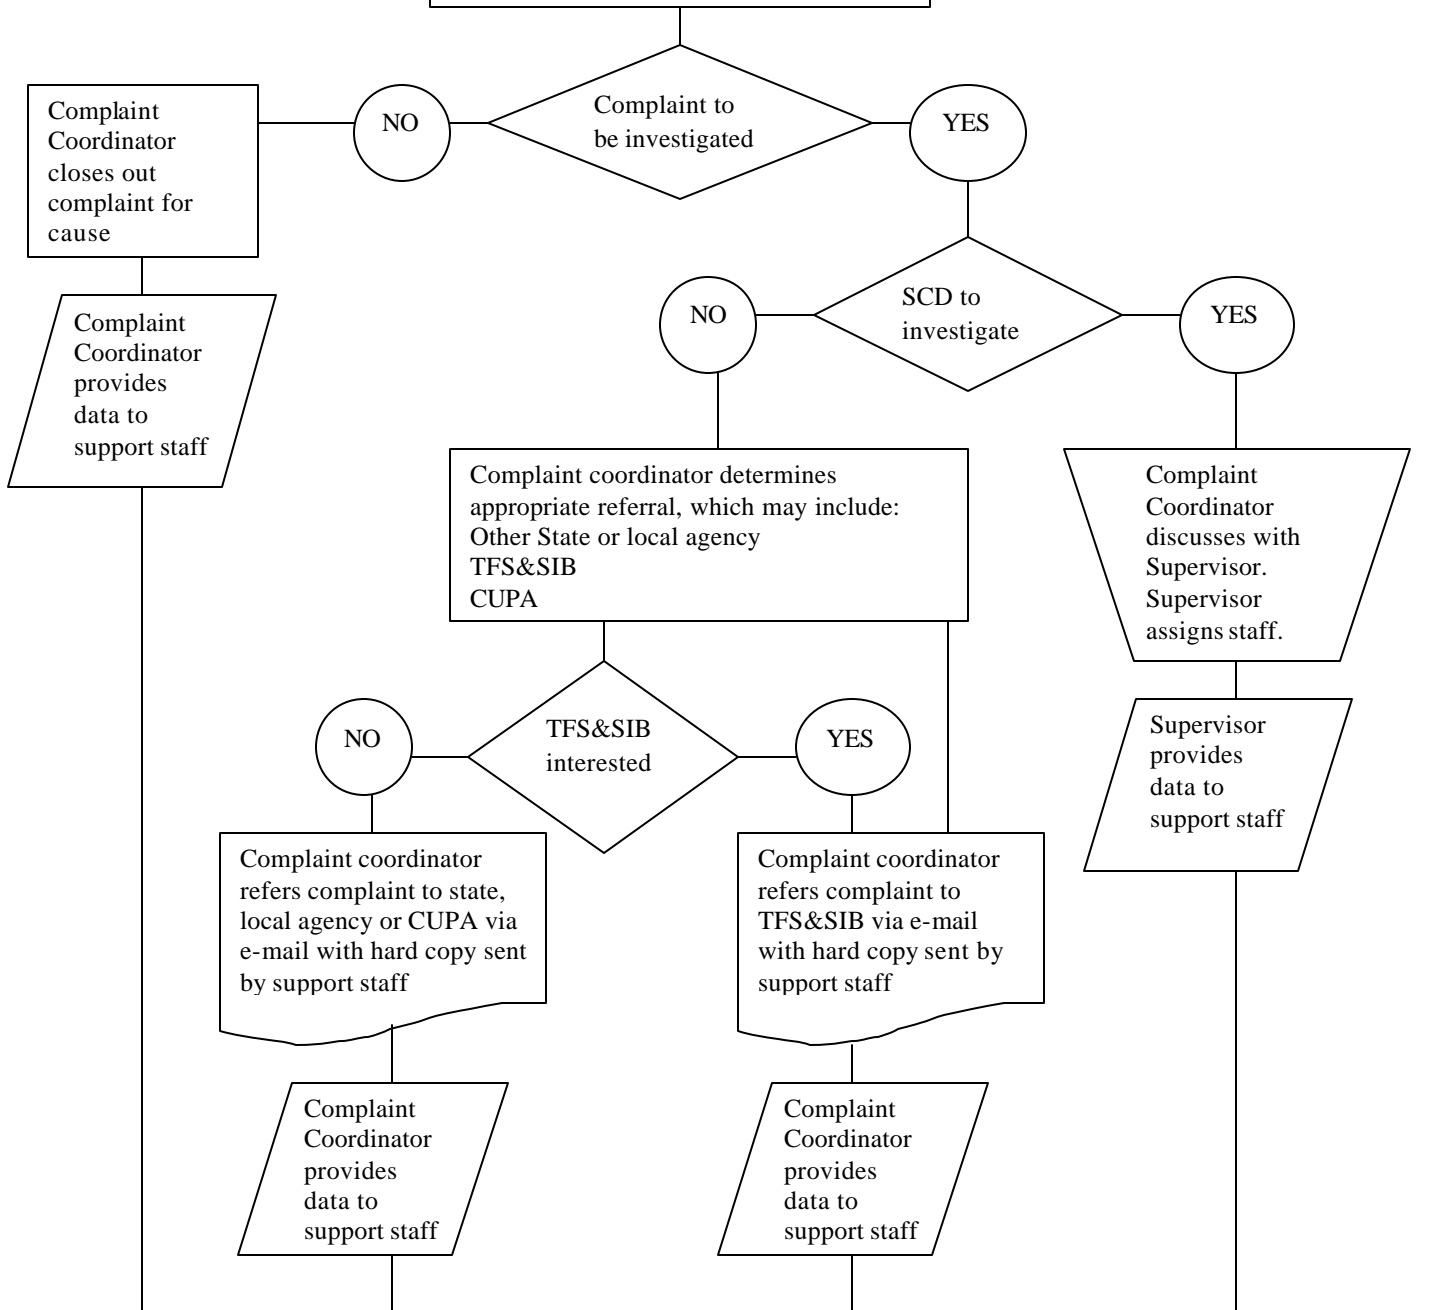 Complaint to
be investigated
NO
YES
Complaint
Coordinator
closes out
complaint for
cause
SCD to
investigate
NO
YES
Complaint
Coordinator
provides
data to
support staff
Complaint coordinator determines
appropriate referral, which may include:
Other State or local agency
TFS&SIB
CUPA
Complaint
Coordinator
discusses with
Supervisor.
Supervisor
assigns staff.
TFS&SIB
interested
NO
YES
Supervisor
provides
data to
support staff
Complaint coordinator
refers complaint to state,
local agency or CUPA via
e-mail with hard copy sent
by support staff
Complaint coordinator
refers complaint to
TFS&SIB via e-mail
with hard copy sent by
support staff
Complaint
Coordinator
provides
data to
support staff
Complaint
Coordinator
provides
data to
support staff